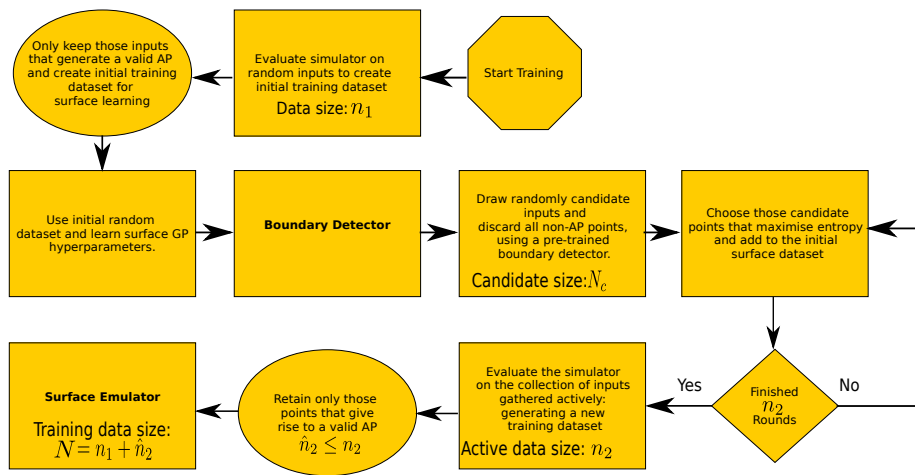 Only keep those inputs
that generate a valid AP
and create initial training
dataset for
surface learning
Evaluate simulator on
random inputs to create
initial training dataset
Data size: n₁
Start Training
Use initial random
dataset and learn surface GP
hyperparameters.
Boundary Detector
Draw randomly candidate
inputs and
discard all non-AP points,
using a pre-trained
boundary detector.
Candidate size: N_c
Choose those candidate
points that maximise entropy
and add to the initial
surface dataset
Surface Emulator
Training data size:
N = n₁ + n̂₂
Retain only those
points that give
rise to a valid AP
n̂₂ ≤ n₂
Evaluate the simulator
on the collection of inputs
gathered actively:
generating a new
training dataset
Active data size: n₂
Yes
Finished
n₂
Rounds
No